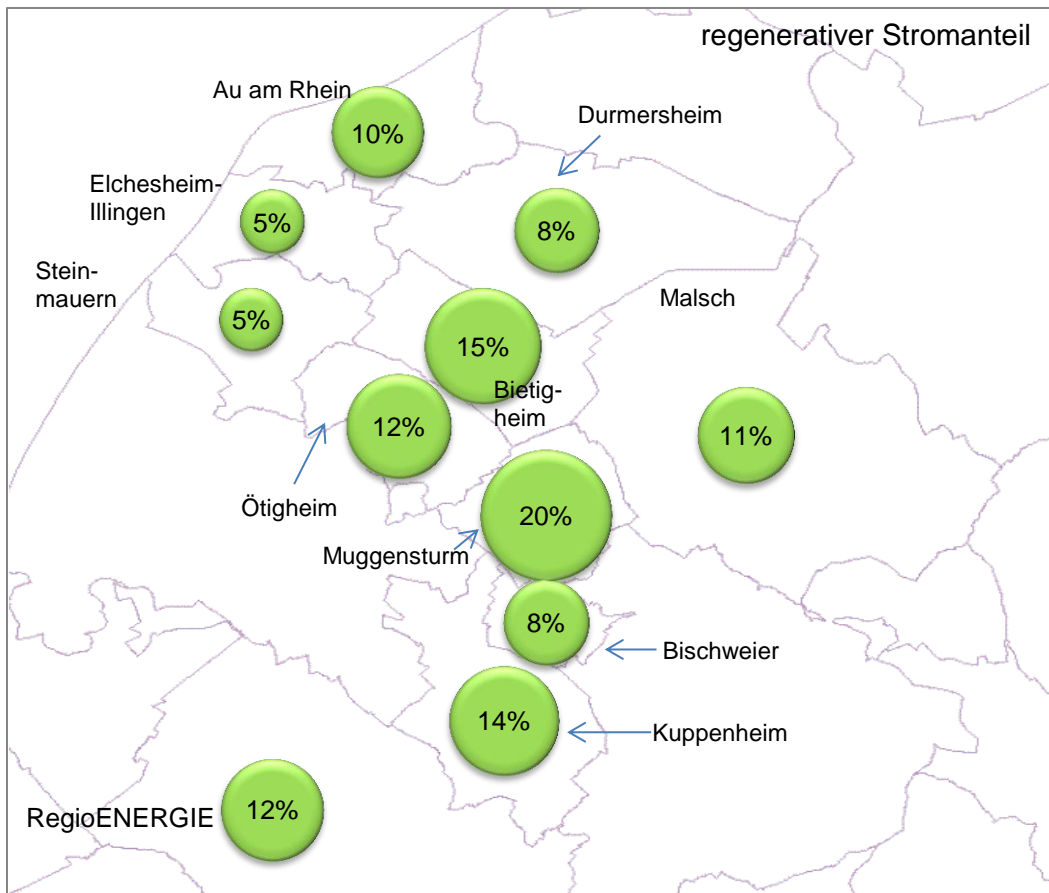 regenerativer Stromanteil
Au am Rhein
10%
Durmersheim
Elchesheim-
Illingen
5%
8%
Stein-
mauern
5%
Malsch
15%
Bietig-
heim
12%
11%
Ötigheim
20%
Muggensturm
8%
Bischweier
14%
Kuppenheim
RegioENERGIE
12%